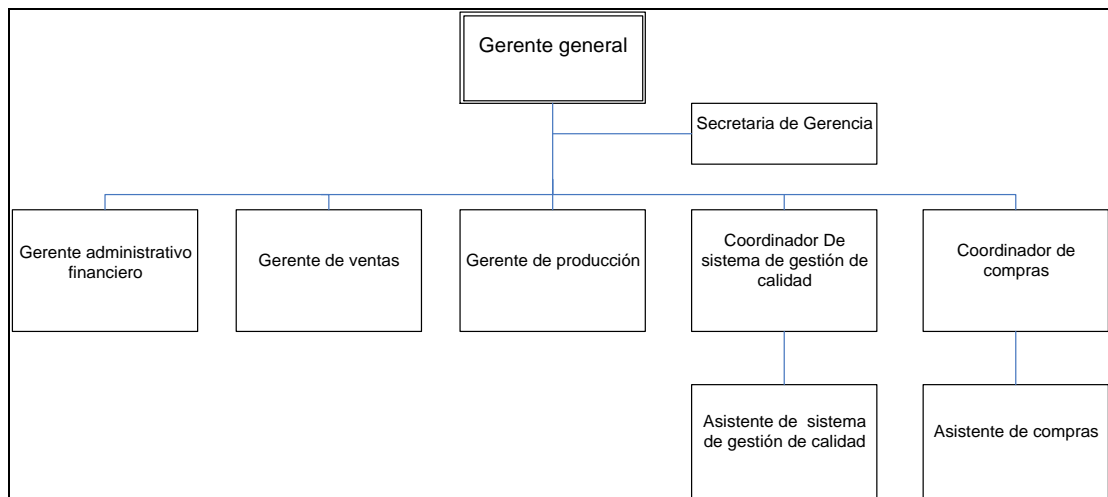 Gerente general
Secretaria de Gerencia
Gerente administrativo
financiero
Gerente de ventas
Gerente de producción
Coordinador De
sistema de gestión de
calidad
Coordinador de
compras
Asistente de  sistema
de gestión de calidad
Asistente de compras